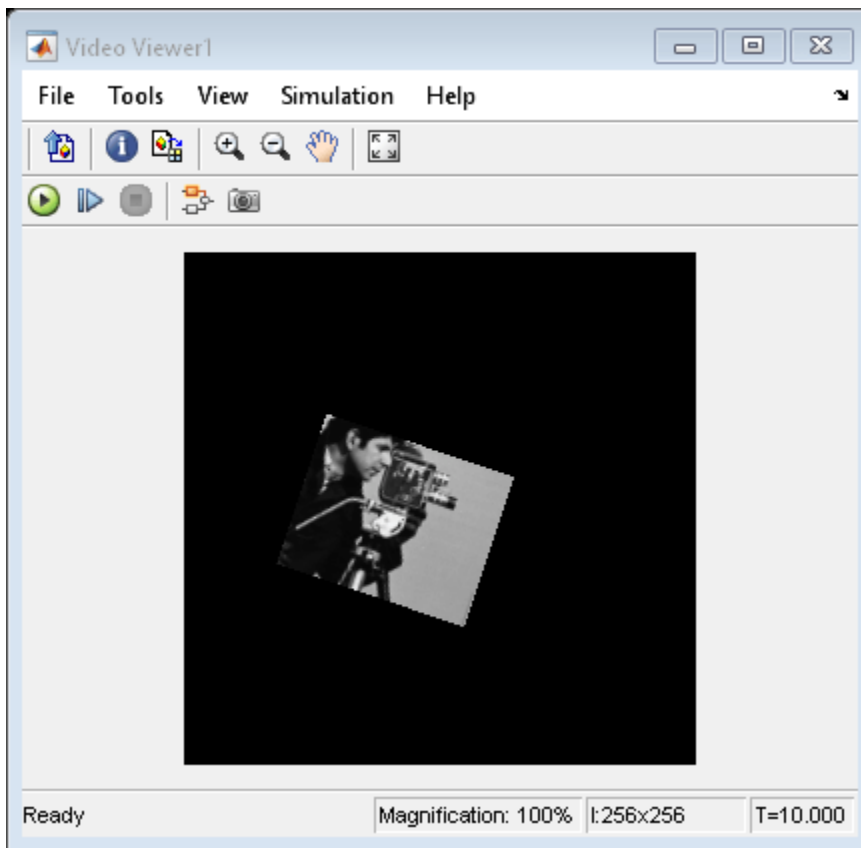 Video Viewer1
File Tools View Simulation Help
Ready Magnification: 100% I:256x256 T=10.000